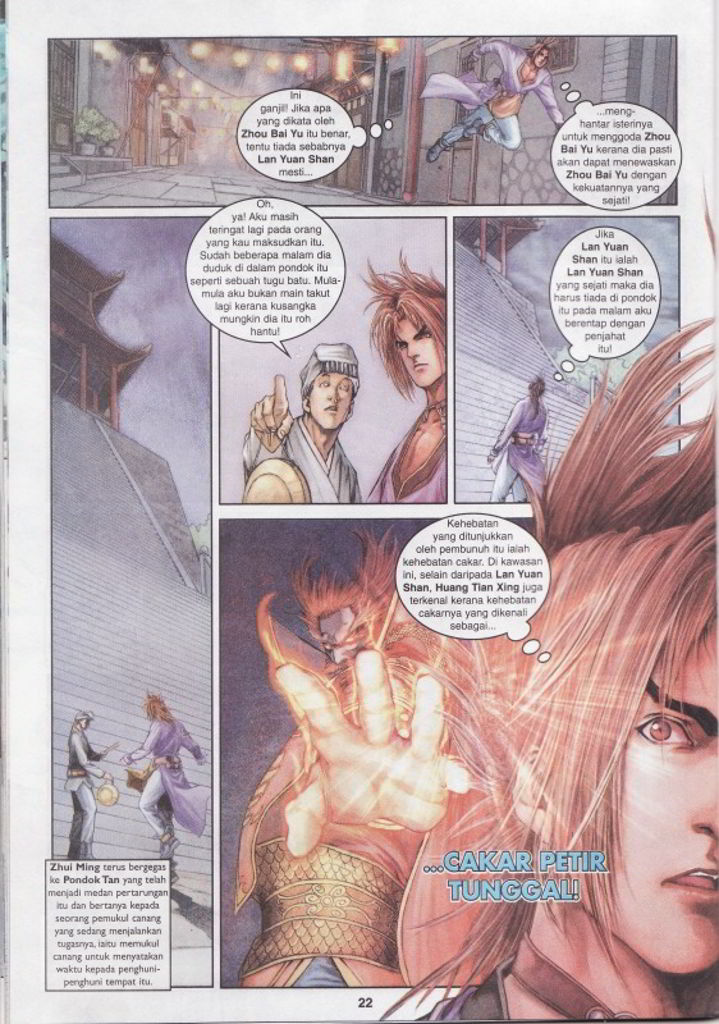 Ini
ganjil! Jika apa
yang dikata oleh
Zhou Bai Yu itu benar,
tentu tiada sebabnya
Lan Yuan Shan
mesti...
...meng-
hantar isterinya
untuk menggoda Zhou
Bai Yu kerana dia pasti
akan dapat menewaskan
Zhou Bai Yu dengan
kekuatannya yang
sejati!
Zhui Ming terus bergegas
ke Pondok Tan yang telah
menjadi medan pertarungan
itu dan bertanya kepada
seorang pemukul canang
yang sedang menjalankan
tugasnya, iaitu memukul
canang untuk menyatakan
waktu kepada penghuni-
penghuni tempat itu.
Oh,
ya! Aku masih
teringat lagi pada orang
yang kau maksudkan itu.
Sudah beberapa malam dia
duduk di dalam pondok itu
seperti sebuah tugu batu. Mula-
mula aku bukan main takut
lagi kerana kusangka
mungkin dia itu roh
hantu!
Jika
Lan Yuan
Shan itu ialah
Lan Yuan Shan
yang sejati maka dia
harus tiada di pondok
itu pada malam aku
berentap dengan
penjahat
itu!
Kehebatan
yang ditunjukkan
oleh pembunuh itu ialah
kehebatan cakar. Di kawasan
ini, selain daripada Lan Yuan
Shan, Huang Tian Xing juga
terkenal kerana kehebatan
cakarnya yang dikenali
sebagai...
...CAKAR PETIR
TUNGGAL!
22